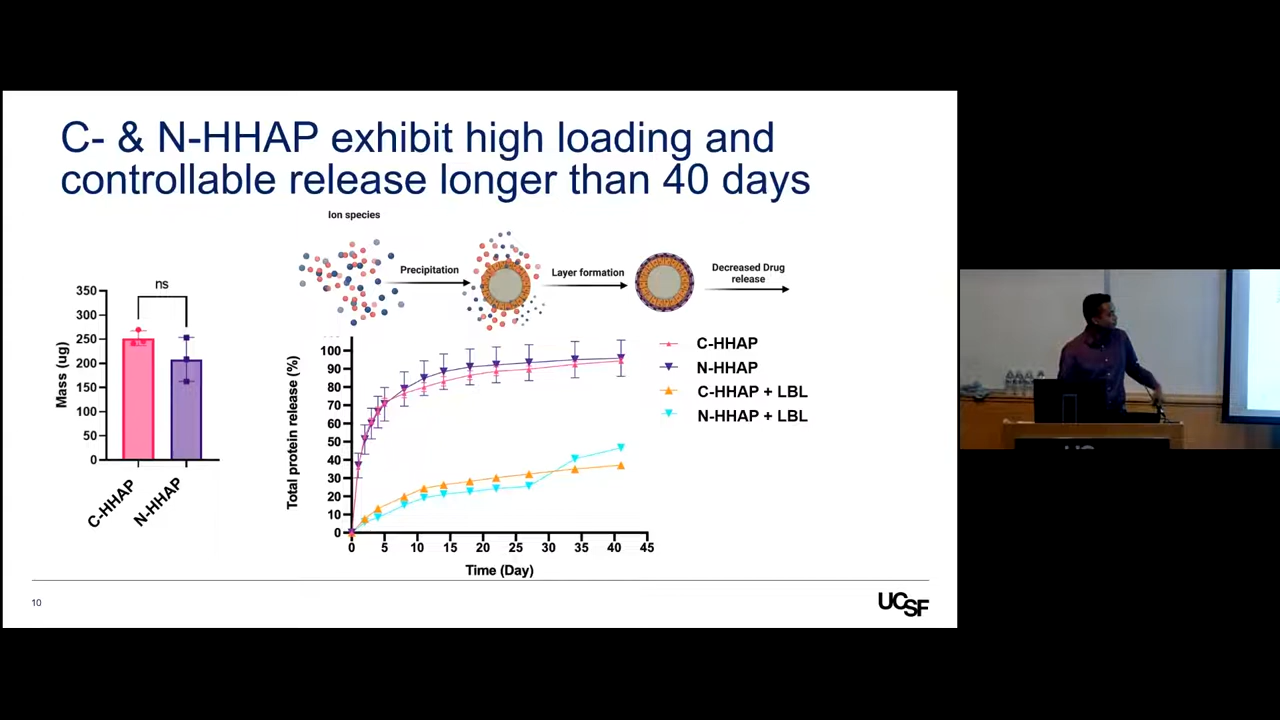 C- & N-HHAP exhibit high loading and
controllable release longer than 40 days
Ion species
Precipitation
Layer formation
Decreased Drug
release
ns
350
300
250
200
150
100
50
0
Mass (ug)
C-HHAP
N-HHAP
100
90
80
70
60
50
40
30
20
10
0
Total protein release (%)
0 5 10 15 20 25 30 35 40 45
Time (Day)
C-HHAP
N-HHAP
C-HHAP + LBL
N-HHAP + LBL
10
UCSF